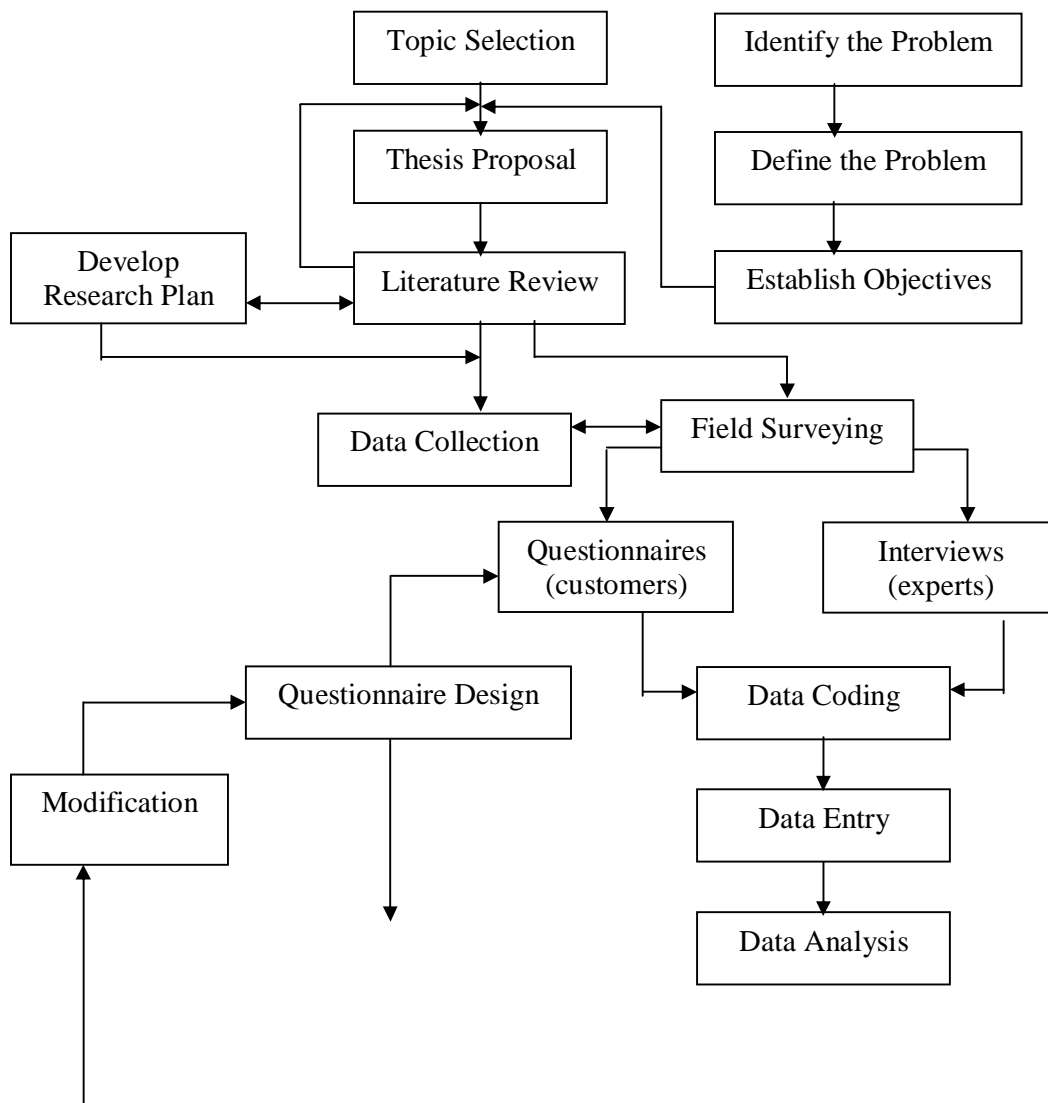 Topic Selection
Identify the Problem
Thesis Proposal
Define the Problem
Develop
Research Plan
Literature Review
Establish Objectives
Data Collection
Field Surveying
Questionnaires
(customers)
Interviews
(experts)
Questionnaire Design
Data Coding
Modification
Data Entry
Data Analysis